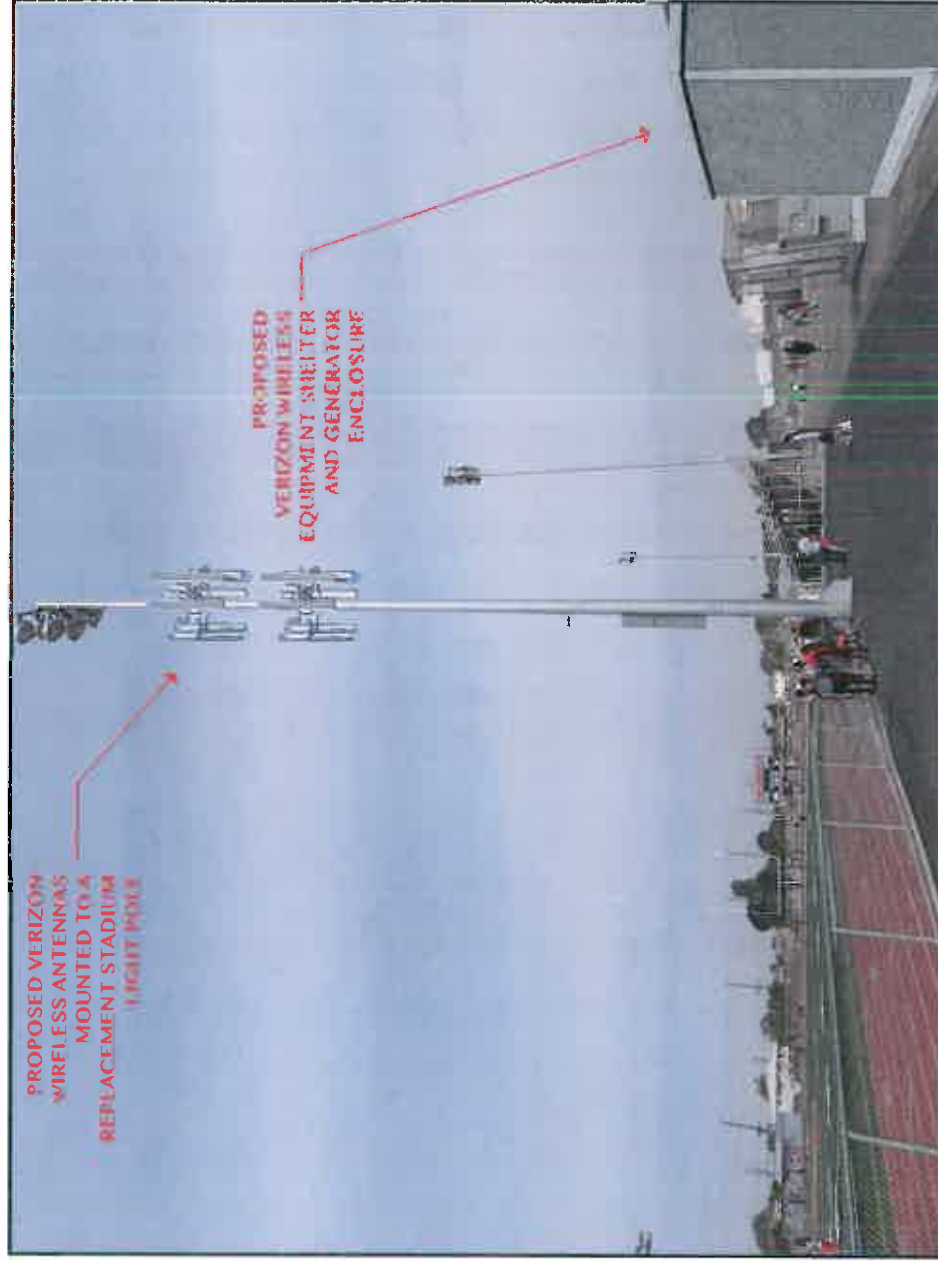 PROPOSED VERIZON
WIRELESS ANTENNAS
MOUNTED TO A
REPLACEMENT STADIUM
LIGHT POLE
PROPOSED
VERIZON WIRELESS
EQUIPMENT SHELTER
AND GENERATOR
ENCLOSURE